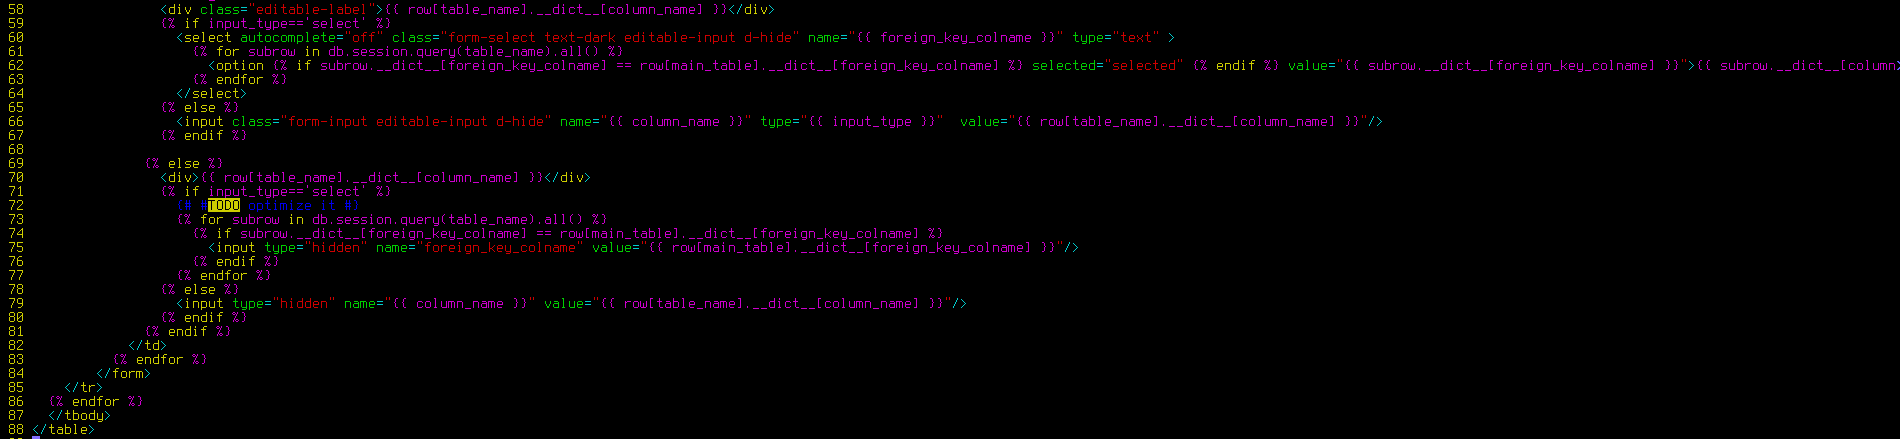 58 <div class="editable-label">{{ row[table_name].__dict__[column_name] }}</div>
59 {% if input_type=='select' %}
60 <select autocomplete="off" class="form-select text-dark editable-input d-hide" name="{{ foreign_key_colname }}" type="text" >
61 {% for subrow in db.session.query(table_name).all() %}
62 <option {% if subrow.__dict__[foreign_key_colname] == row[main_table].__dict__[foreign_key_colname] %} selected="selected" {% endif %} value="{{ subrow.__dict__[foreign_key_colname] }}">{{ subrow.__dict__[column>
63 {% endfor %}
64 </select>
65 {% else %}
66 <input class="form-input editable-input d-hide" name="{{ column_name }}" type="{{ input_type }}"  value="{{ row[table_name].__dict__[column_name] }}"/>
67 {% endif %}
68
69 {% else %}
70 <div>{{ row[table_name].__dict__[column_name] }}</div>
71 {% if input_type=='select' %}
72 {# #TODO optimize it #}
73 {% for subrow in db.session.query(table_name).all() %}
74 {% if subrow.__dict__[foreign_key_colname] == row[main_table].__dict__[foreign_key_colname] %}
75 <input type="hidden" name="foreign_key_colname" value="{{ row[main_table].__dict__[foreign_key_colname] }}"/>
76 {% endif %}
77 {% endfor %}
78 {% else %}
79 <input type="hidden" name="{{ column_name }}" value="{{ row[table_name].__dict__[column_name] }}"/>
80 {% endif %}
81 {% endif %}
82 </td>
83 {% endfor %}
84 </form>
85 </tr>
86 {% endfor %}
87 </tbody>
88 </table>